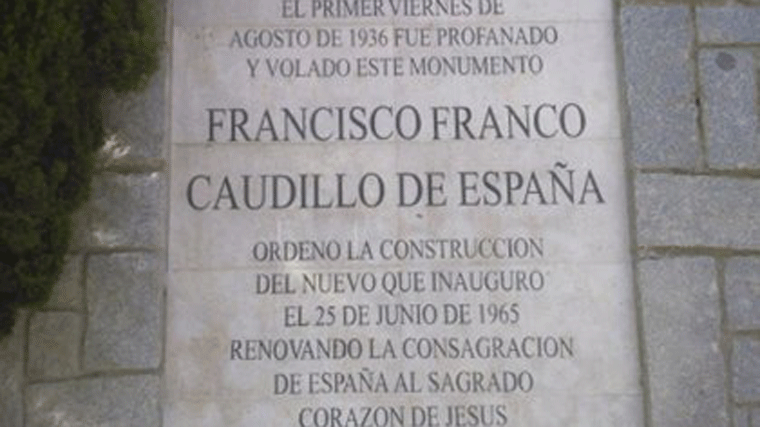 EL PRIMER VIERNES DE
AGOSTO DE 1936 FUE PROFANADO
Y VOLADO ESTE MONUMENTO
FRANCISCO FRANCO
CAUDILLO DE ESPAÑA
ORDENO LA CONSTRUCCION
DEL NUEVO QUE INAUGURO
EL 25 DE JUNIO DE 1965
RENOVANDO LA CONSAGRACION
DE ESPAÑA AL SAGRADO
CORAZON DE JESUS